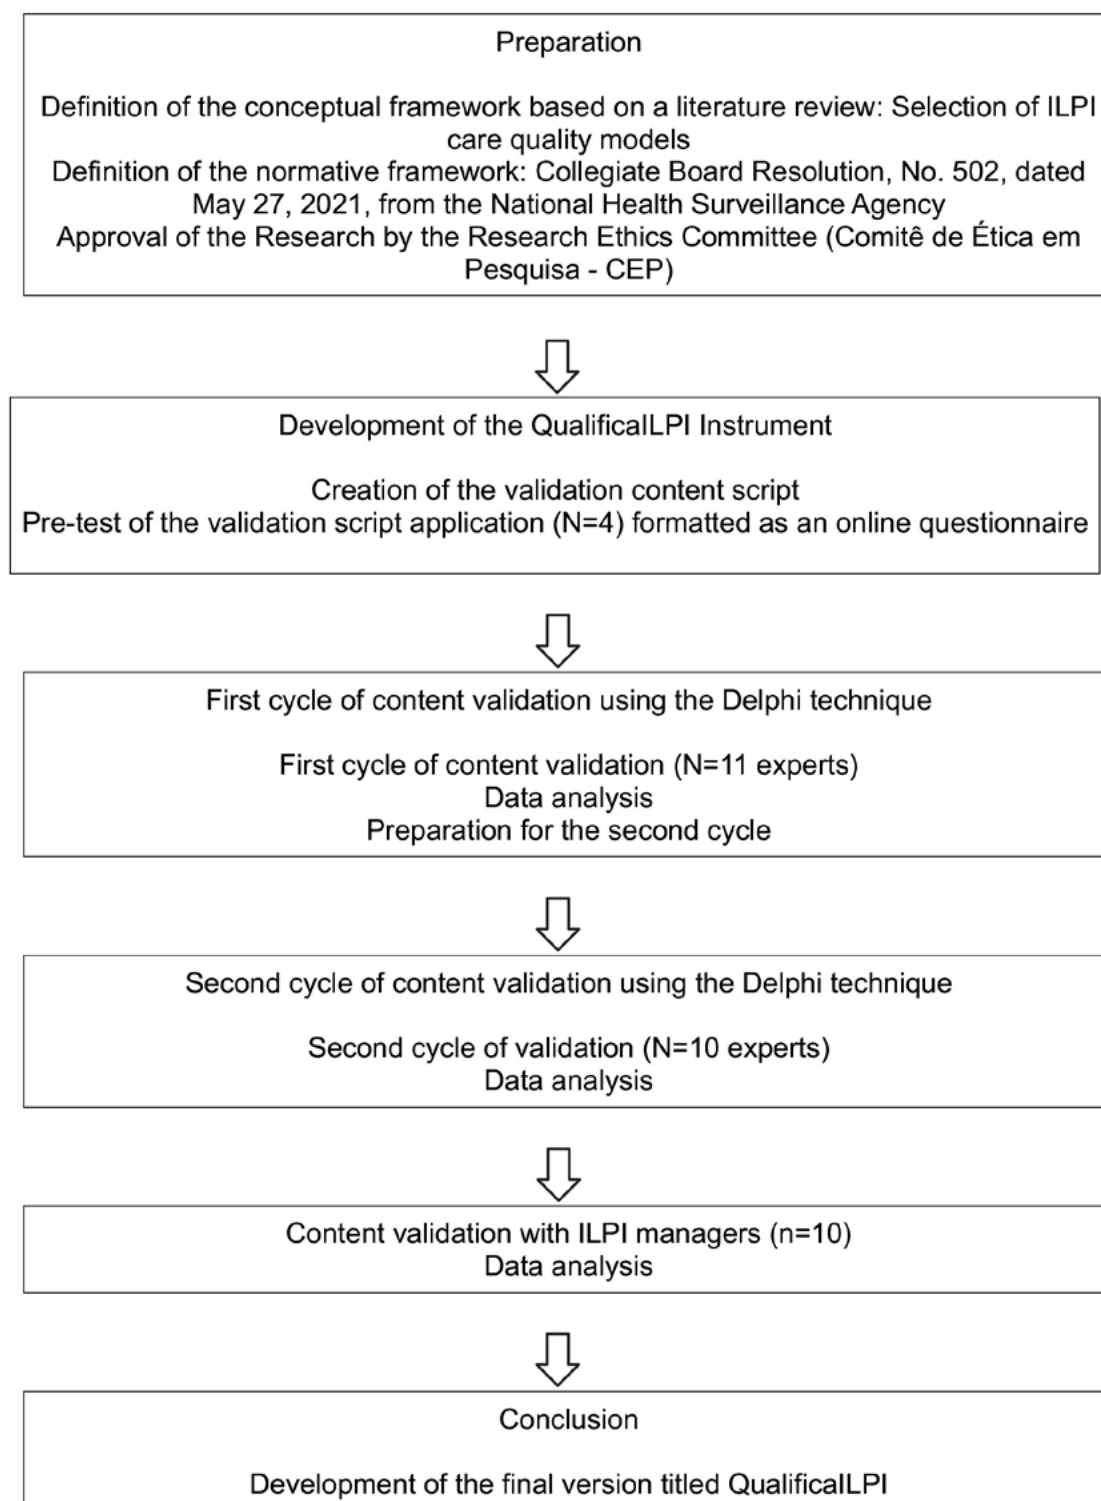 Preparation
Definition of the conceptual framework based on a literature review: Selection of ILPI
care quality models
Definition of the normative framework: Collegiate Board Resolution, No. 502, dated
May 27, 2021, from the National Health Surveillance Agency
Approval of the Research by the Research Ethics Committee (Comitê de Ética em
Pesquisa - CEP)
Development of the QualificaILPI Instrument
Creation of the validation content script
Pre-test of the validation script application (N=4) formatted as an online questionnaire
First cycle of content validation using the Delphi technique
First cycle of content validation (N=11 experts)
Data analysis
Preparation for the second cycle
Second cycle of content validation using the Delphi technique
Second cycle of validation (N=10 experts)
Data analysis
Content validation with ILPI managers (n=10)
Data analysis
Conclusion
Development of the final version titled QualificaILPI